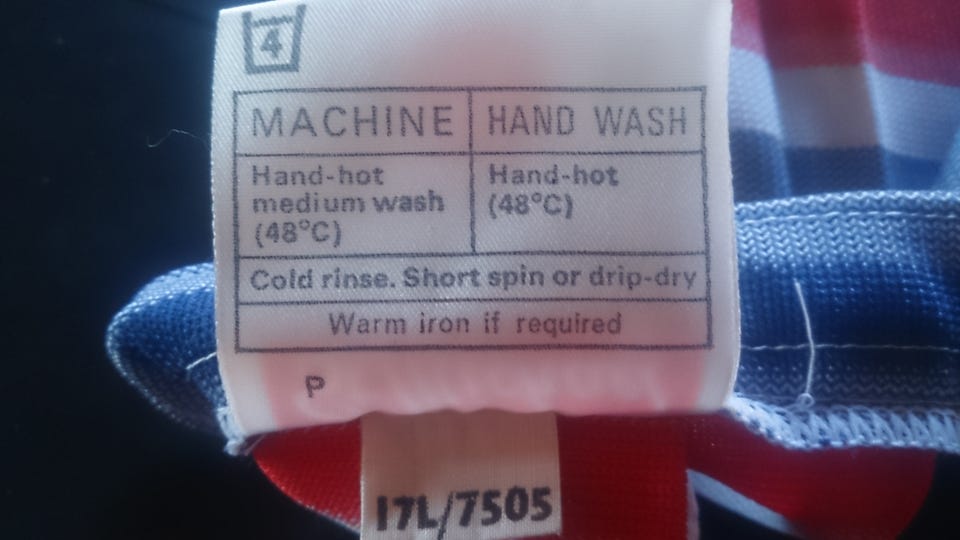 4
MACHINE HAND WASH
Hand-hot Hand-hot
medium wash (48°C)
(48°C)
Cold rinse. Short spin or drip-dry
Warm iron if required
P
17L/7505